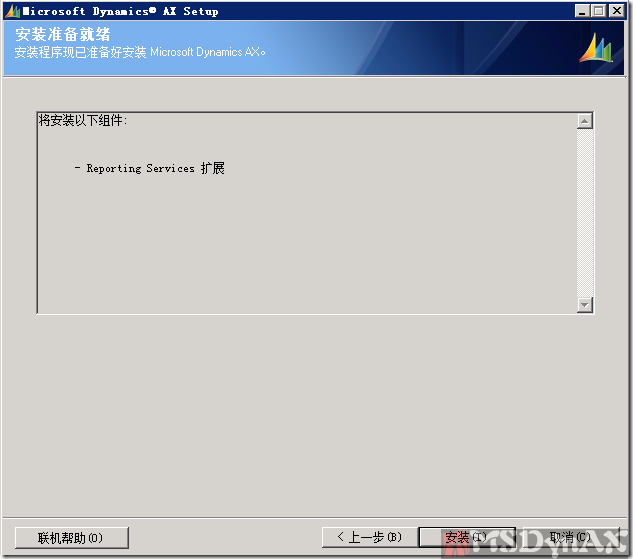 Microsoft Dynamics® AX Setup
安装准备就绪
安装程序现已准备好安装 Microsoft Dynamics AX。
将安装以下组件:
- Reporting Services 扩展
联机帮助(O)
< 上一步(B)
安装(I)
取消(C)
MSDynAX